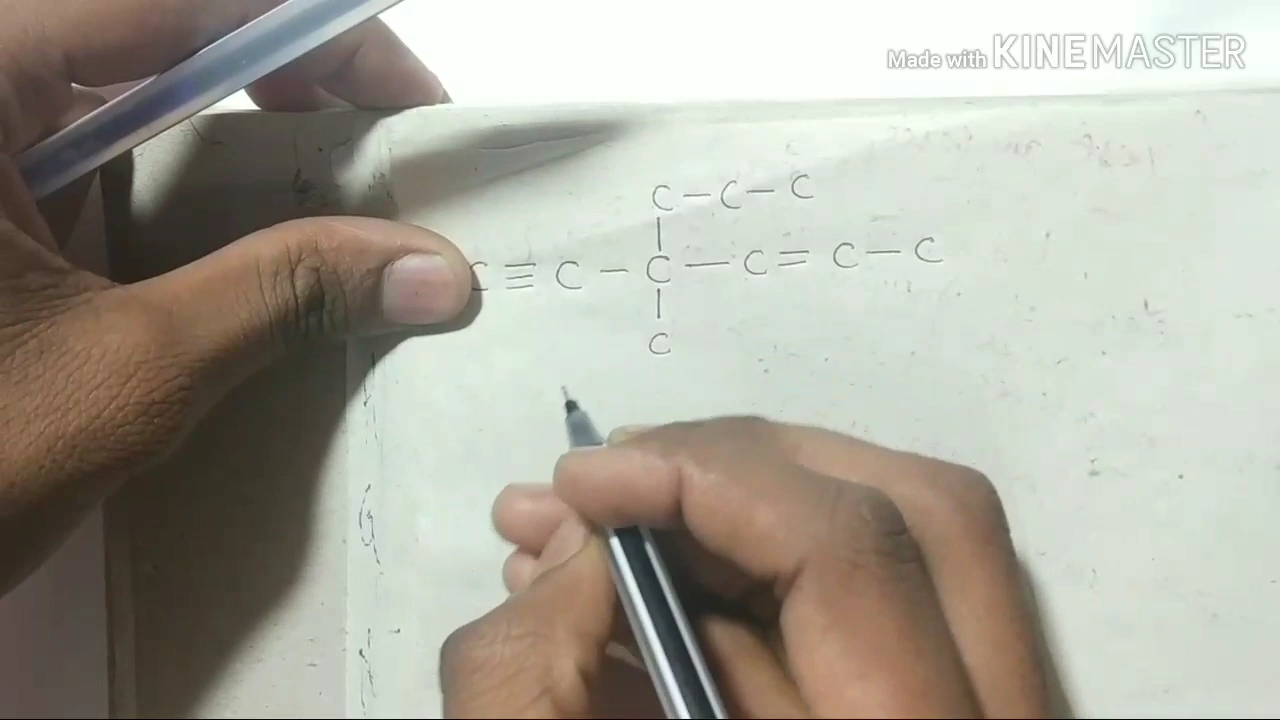 Made with KINEMASTER
C – C – C
|
C ≡ C – C – C = C – C
|
C